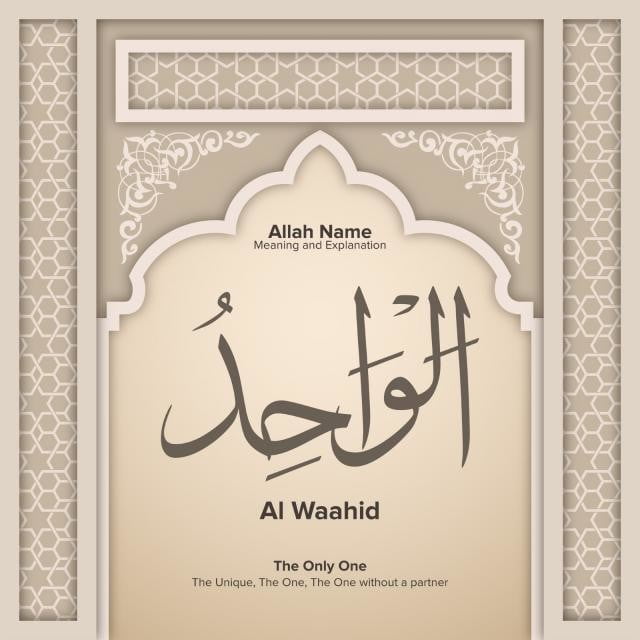 Allah Name
Meaning and Explanation
الْوَاحِدُ
Al Waahid
The Only One
The Unique, The One, The One without a partner